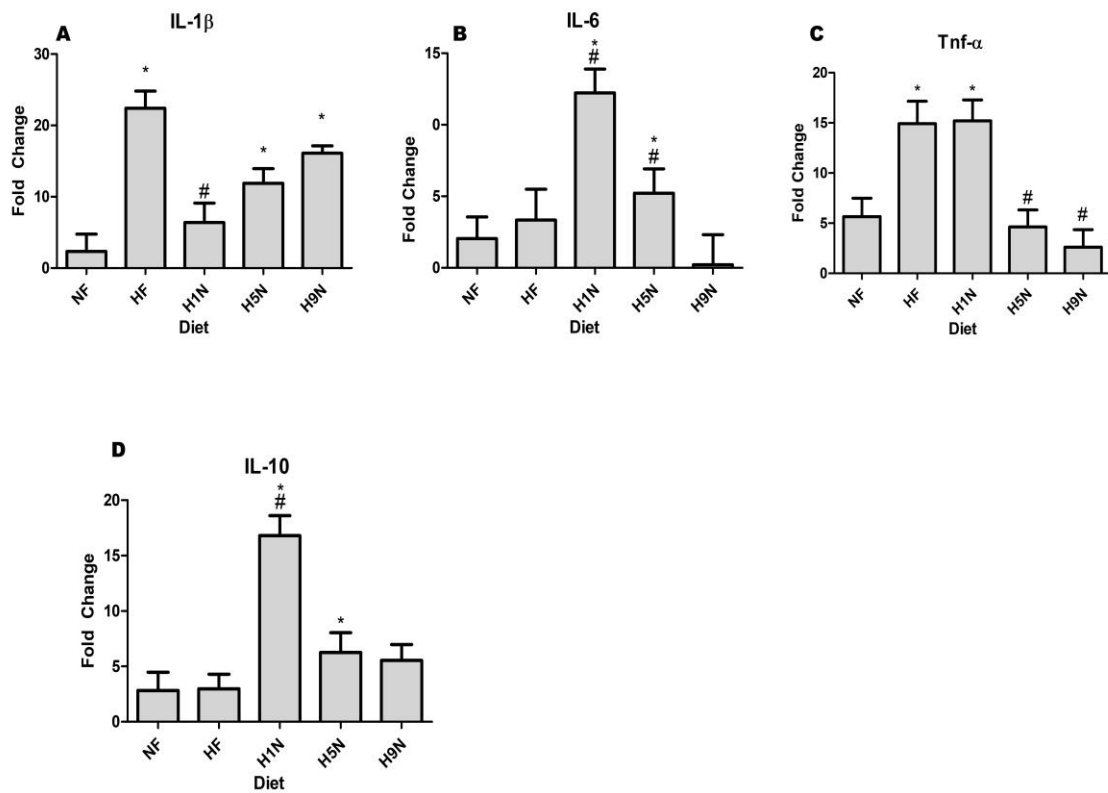 A
IL-1β
Fold Change
30
20
10
0
*
#
*
*
NF
HF
H1N
H5N
H9N
Diet
B
IL-6
Fold Change
15
0
5
0
*
#
*
#
NF
HF
H1N
H5N
H9N
Diet
C
Tnf-α
Fold Change
20
15
10
5
0
*
*
#
#
NF
HF
H1N
H5N
H9N
Diet
D
IL-10
Fold Change
20
15
10
5
0
*
#
*
NF
HF
H1N
H5N
H9N
Diet